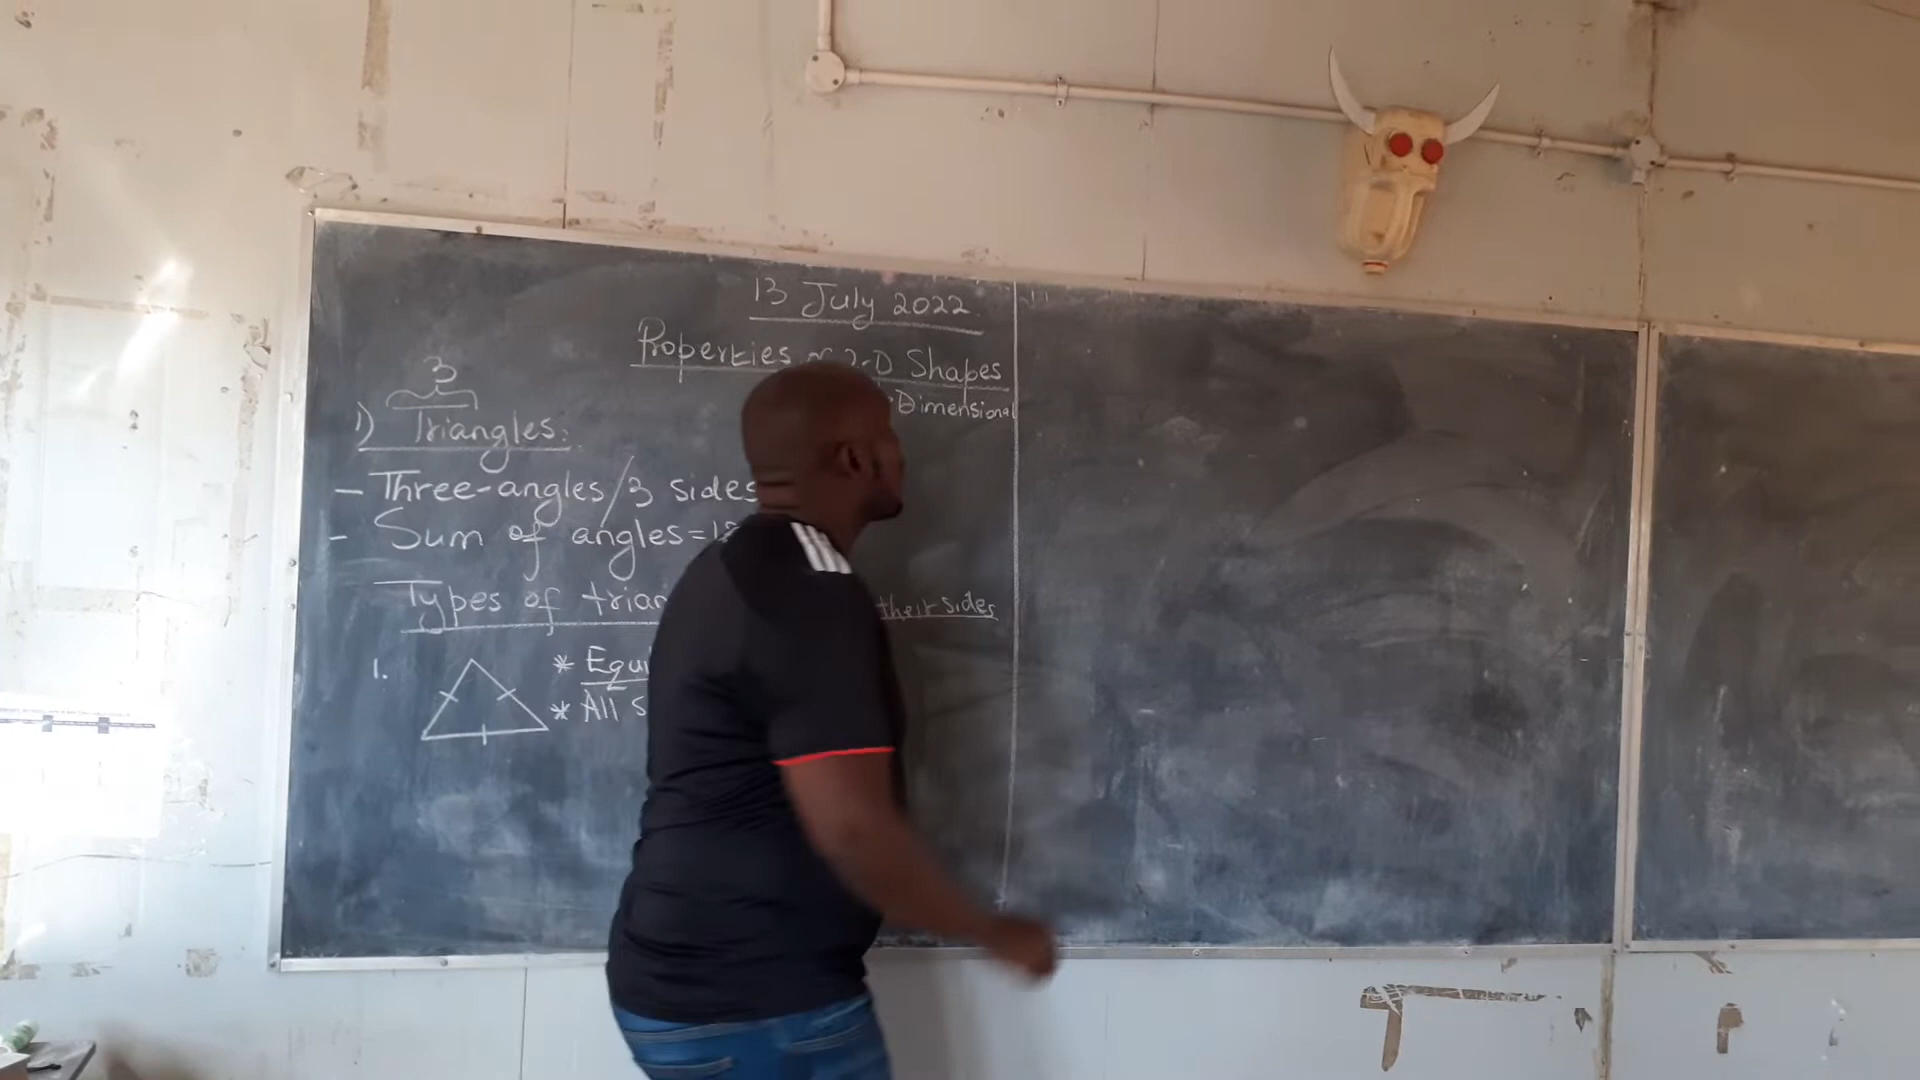 13 July 2022
Properties of 2-D Shapes
Dimensional
3
1) Triangles:
- Three-angles/3 sides
- Sum of angles=18
Types of trian their sides
1.
* Equi
* All s